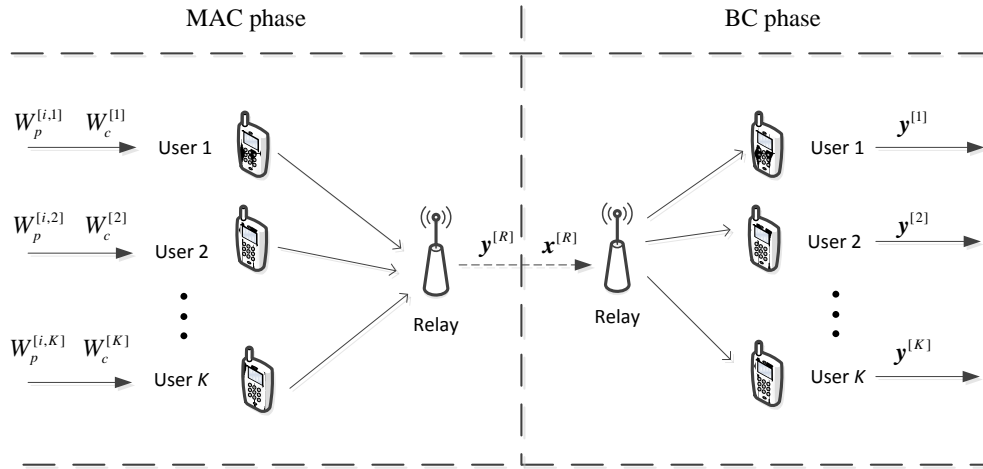 MAC phase BC phase
W_p^{[i,1]} W_c^{[1]} User 1 User 1 y^{[1]}
W_p^{[i,2]} W_c^{[2]} User 2 y^{[R]} x^{[R]} User 2 y^{[2]}
Relay Relay
W_p^{[i,K]} W_c^{[K]} User K User K y^{[K]}